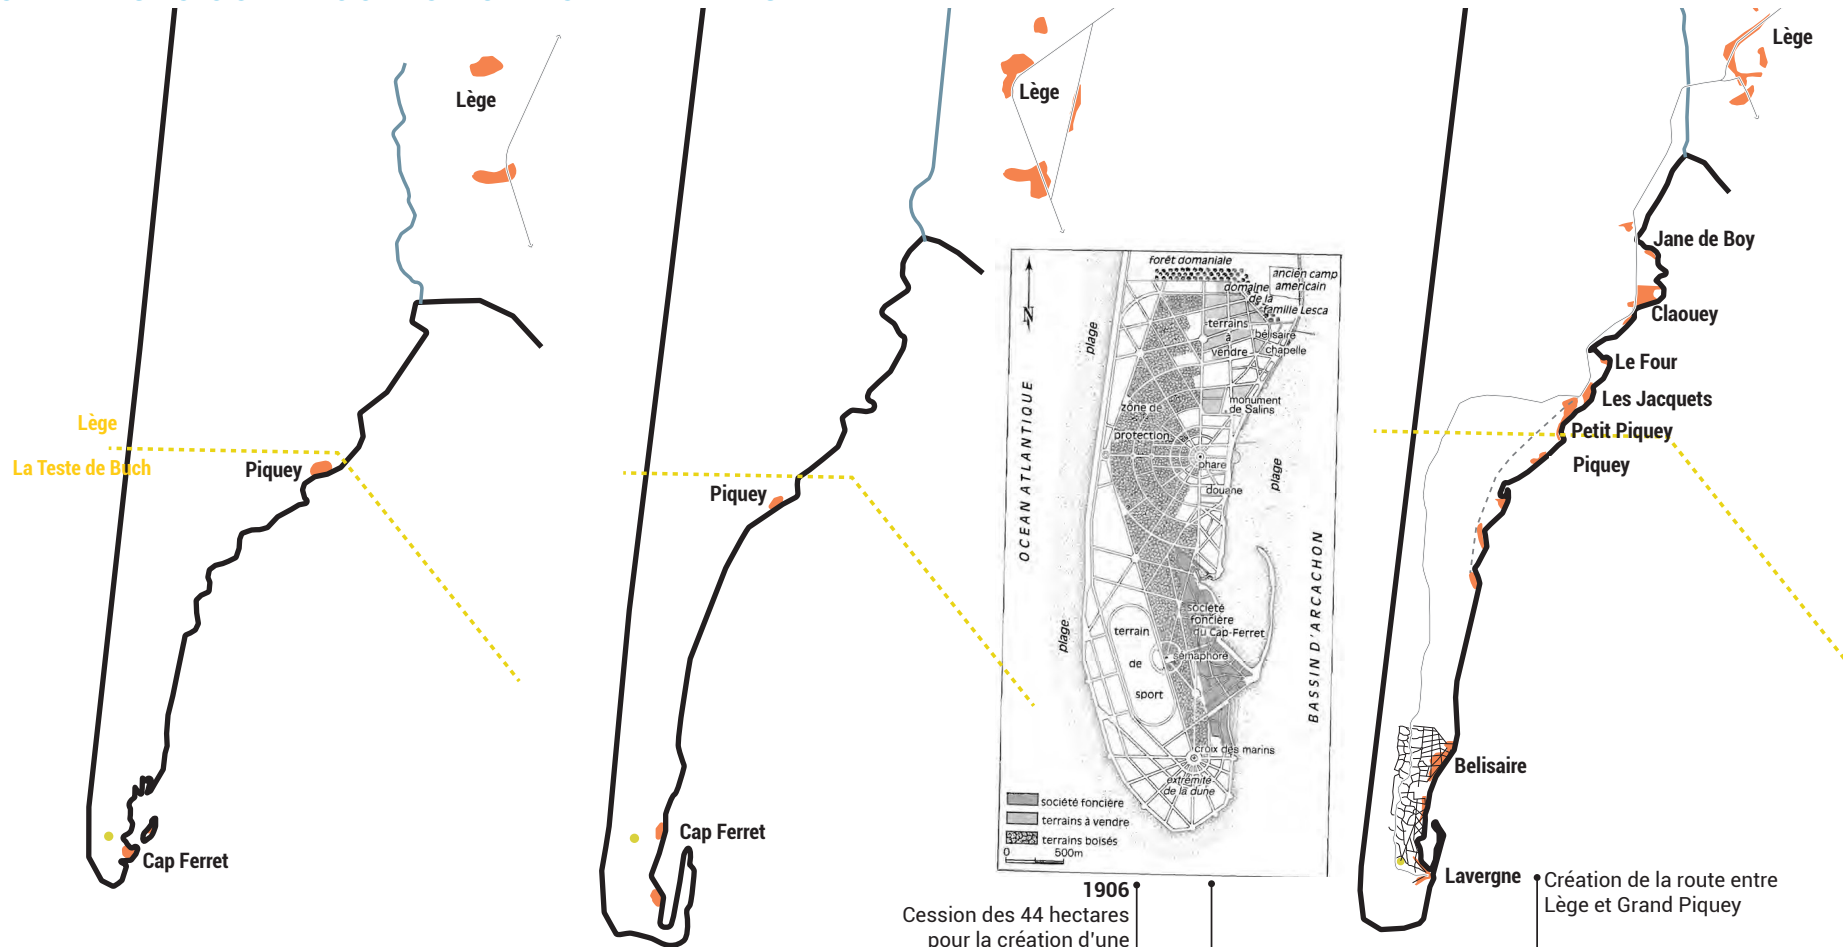 Lège
Lège
La Teste de Buch
Piquey
Cap Ferret
Lège
Piquey
Cap Ferret
forêt domaniale
ancien camp
americain
domaine
de la
famille Lesca
N
plage
terrains
à
vendre
bélisaire
chapelle
OCEAN ATLANTIQUE
monument
de Salins
zone de
protection
phare
plage
douane
BASSIN D'ARCACHON
société
foncière
du Cap-Ferret
plage
terrain
de
sport
sémaphore
croix des marins
extrémité
de la dune
société foncière
terrains à vendre
terrains boisés
0 500m
1906
Cession des 44 hectares
pour la création d'une
Lège
Jane de Boy
Claouey
Le Four
Les Jacquets
Petit Piquey
Piquey
Belisaire
Lavergne
Création de la route entre
Lège et Grand Piquey